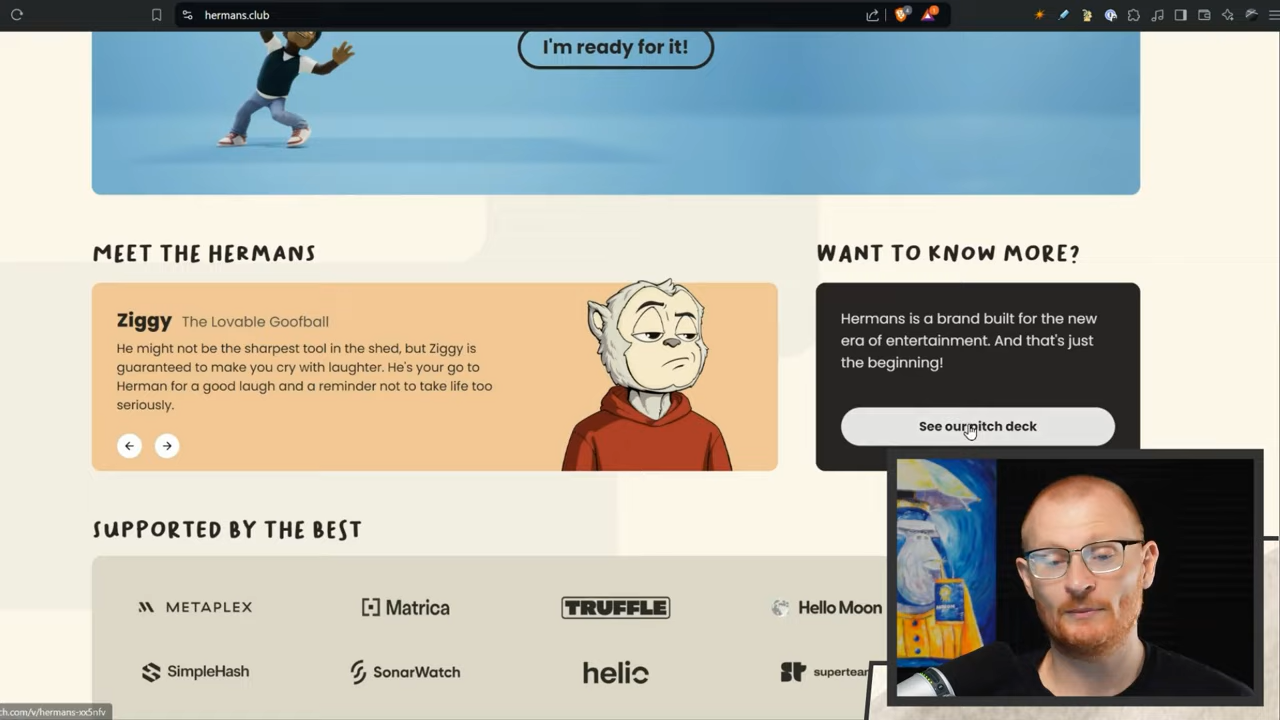 hermans.club
I'm ready for it!
MEET THE HERMANS
Ziggy The Lovable Goofball
He might not be the sharpest tool in the shed, but Ziggy is
guaranteed to make you cry with laughter. He's your go to
Herman for a good laugh and a reminder not to take life too
seriously.
WANT TO KNOW MORE?
Hermans is a brand built for the new
era of entertainment. And that's just
the beginning!
See our pitch deck
SUPPORTED BY THE BEST
METAPLEX
Matrica
TRUFFLE
Hello Moon
SimpleHash
SonarWatch
helio
superteam
ch.com/v/hermans-xx5nfv